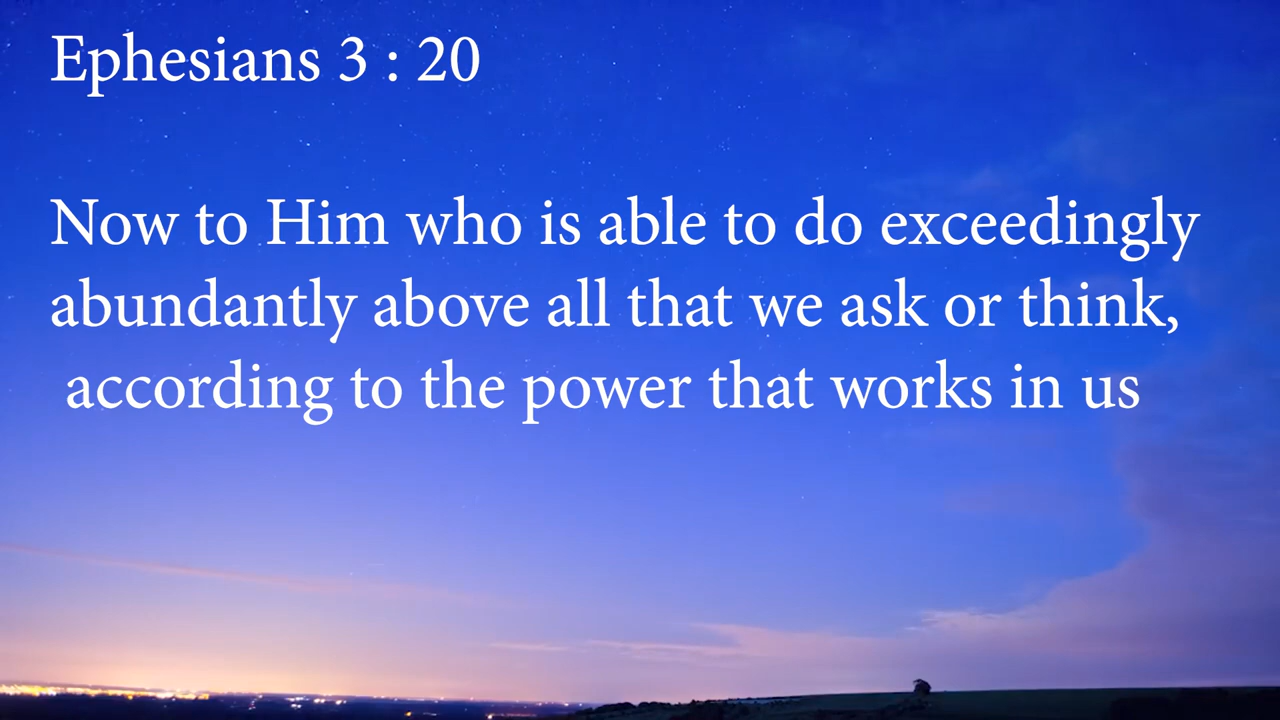 Ephesians 3 : 20
Now to Him who is able to do exceedingly
abundantly above all that we ask or think,
according to the power that works in us